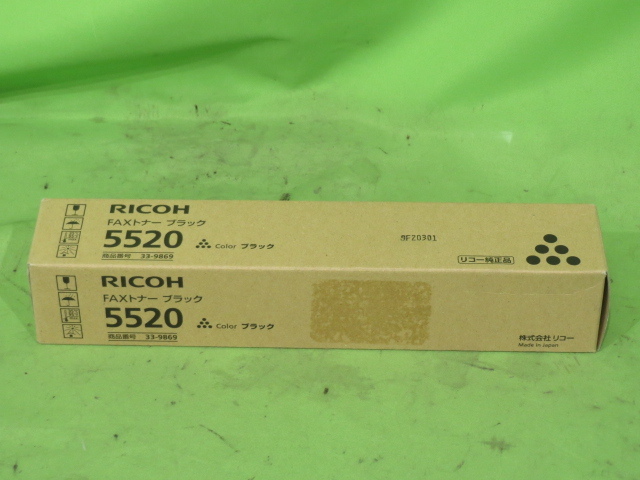 RICOH
FAXトナー ブラック
5520 Color ブラック
商品番号 33-9869
9F20301
リコー純正品
RICOH
FAXトナー ブラック
5520 Color ブラック
商品番号 33-9869
株式会社リコー
Made in Japan